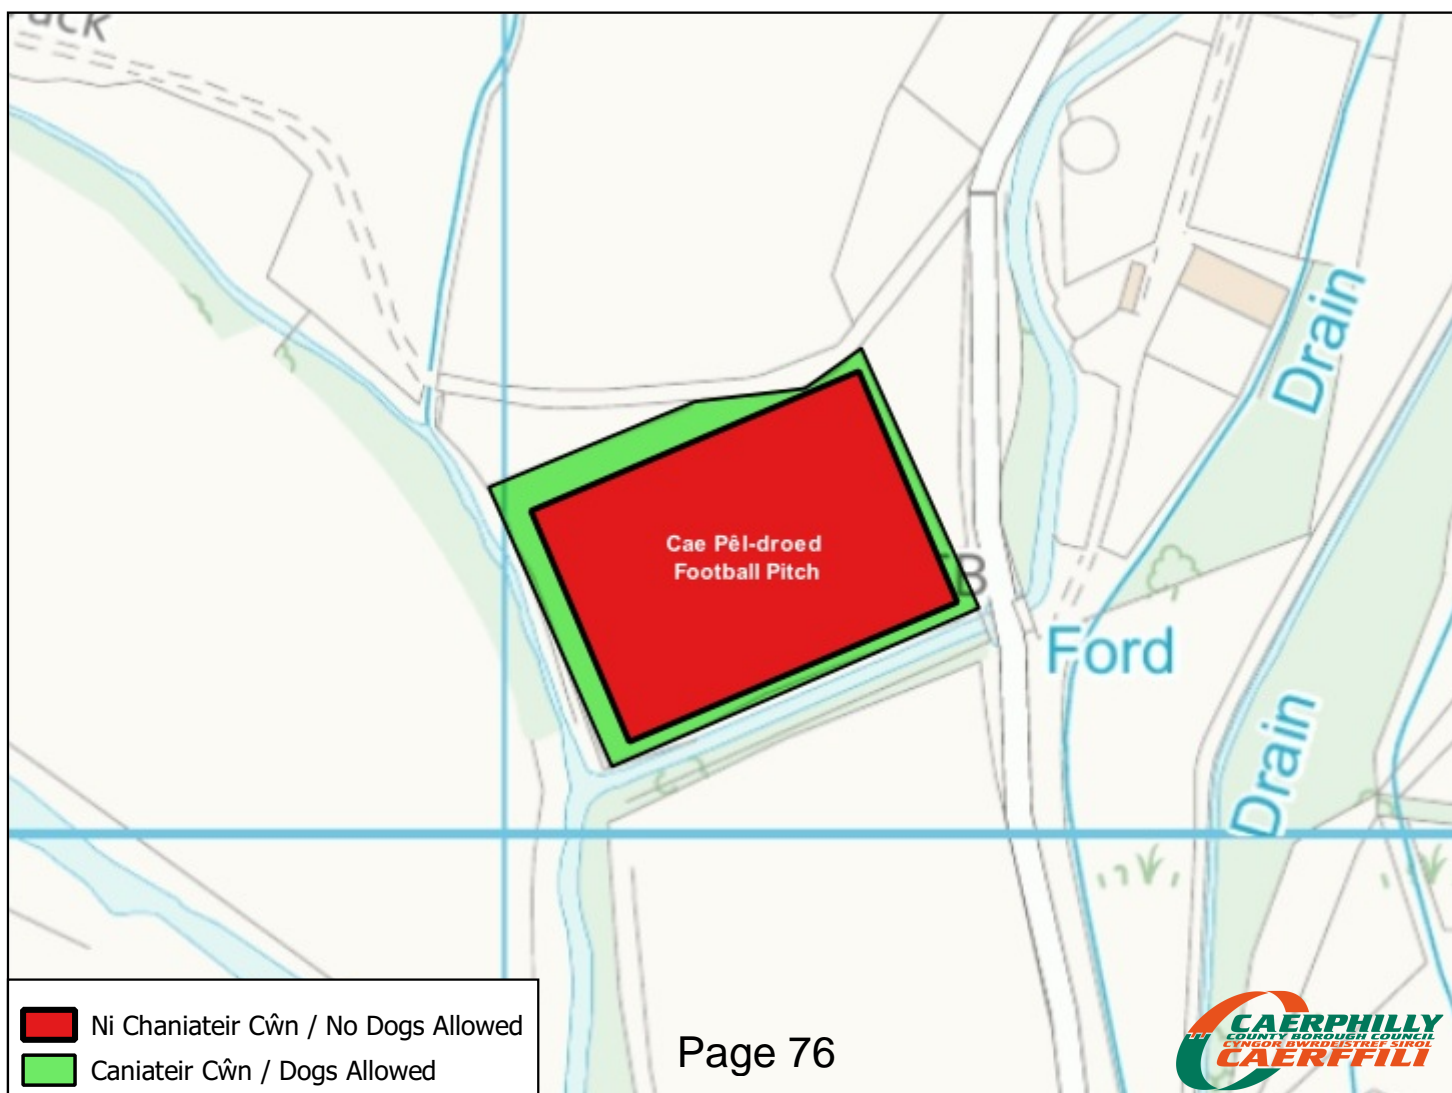 Cae Pêl-droed
Football Pitch
Drain
Ford
Drain
Ni Chaniateir Cŵn / No Dogs Allowed
Caniateir Cŵn / Dogs Allowed
Page 76
CAERPHILLY
COUNTY BOROUGH COUNCIL
CYNGOR BWRDEISTREF SIROL
CAERFFILI